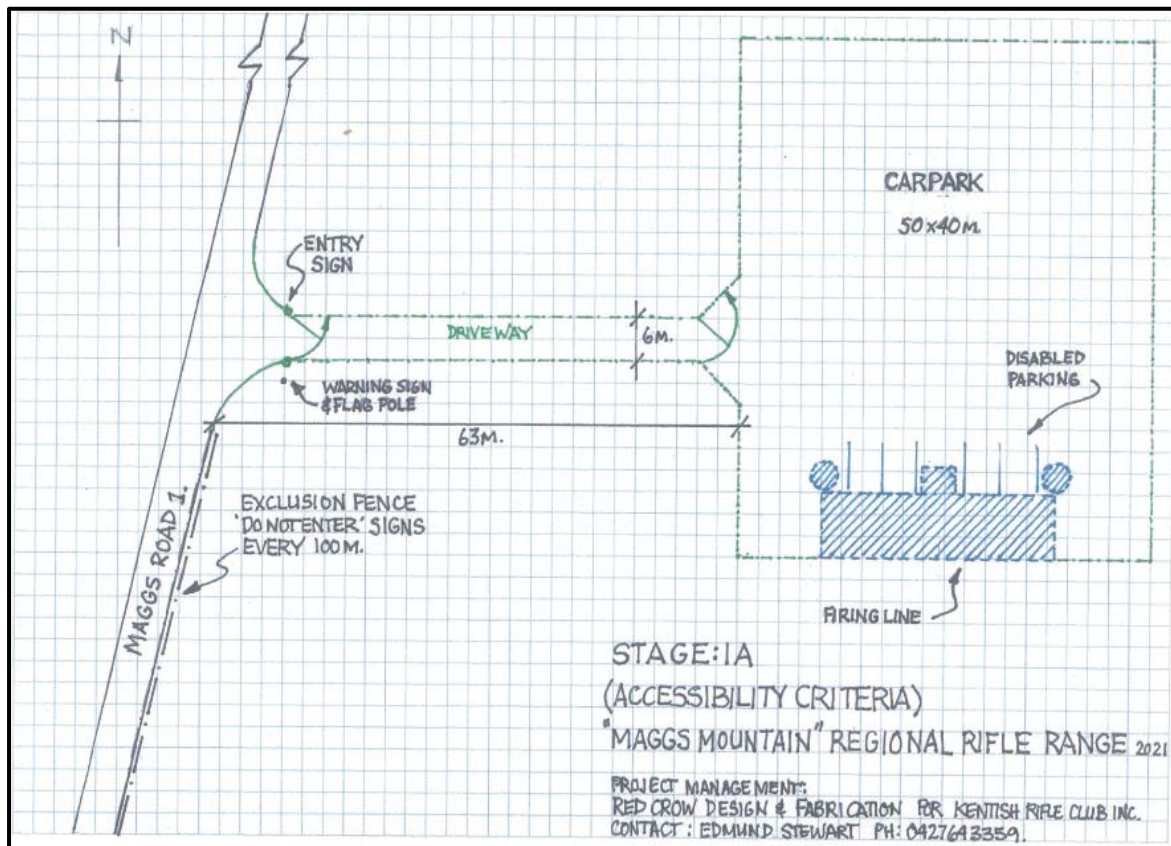 N
ENTRY
SIGN
CARPARK
50x40M
DRIVEWAY
6M.
WARNING SIGN
& FLAG POLE
DISABLED
PARKING
63M.
EXCLUSION FENCE
'DO NOT ENTER' SIGNS
EVERY 100M.
MAGGS ROAD 1.
FIRING LINE
STAGE:1A
(ACCESSIBILITY CRITERIA)
"MAGGS MOUNTAIN" REGIONAL RIFLE RANGE 2021
PROJECT MANAGEMENT:
RED CROW DESIGN & FABRICATION FOR KENTISH RIFLE CLUB INC.
CONTACT: EDMUND STEWART PH: 0427643359.